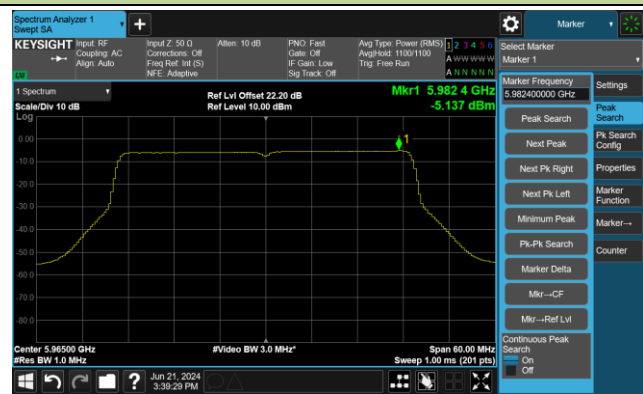 Spectrum Analyzer 1
Swept SA
+
Marker
KEYSIGHT
Input: RF
Coupling: AC
Align: Auto
Input Z: 50 Ω
Corrections: Off
Freq Ref: Int (S)
NFE: Adaptive
Atten: 10 dB
PNO: Fast
Gate: Off
IF Gain: Low
Sig Track: Off
Avg Type: Power (RMS)
Avg|Hold: 1100/1100
Trig: Free Run
1 2 3 4 5 6
A W W W W W
A N N N N N
LW
Select Marker
Marker 1
1 Spectrum
Scale/Div 10 dB
Log
Ref Lvl Offset 22.20 dB
Ref Level 10.00 dBm
Mkr1 5.982 4 GHz
-5.137 dBm
1
0.00
-10.0
-20.0
-30.0
-40.0
-50.0
-60.0
-70.0
-80.0
Center 5.96500 GHz
#Res BW 1.0 MHz
#Video BW 3.0 MHz*
Span 60.00 MHz
Sweep 1.00 ms (201 pts)
Marker Frequency
5.982400000 GHz
Peak Search
Next Peak
Next Pk Right
Next Pk Left
Minimum Peak
Pk-Pk Search
Marker Delta
Mkr→CF
Mkr→Ref Lvl
Continuous Peak
Search
On
Off
Settings
Peak
Search
Pk Search
Config
Properties
Marker
Function
Marker→
Counter
?
Jun 21, 2024
3:39:29 PM